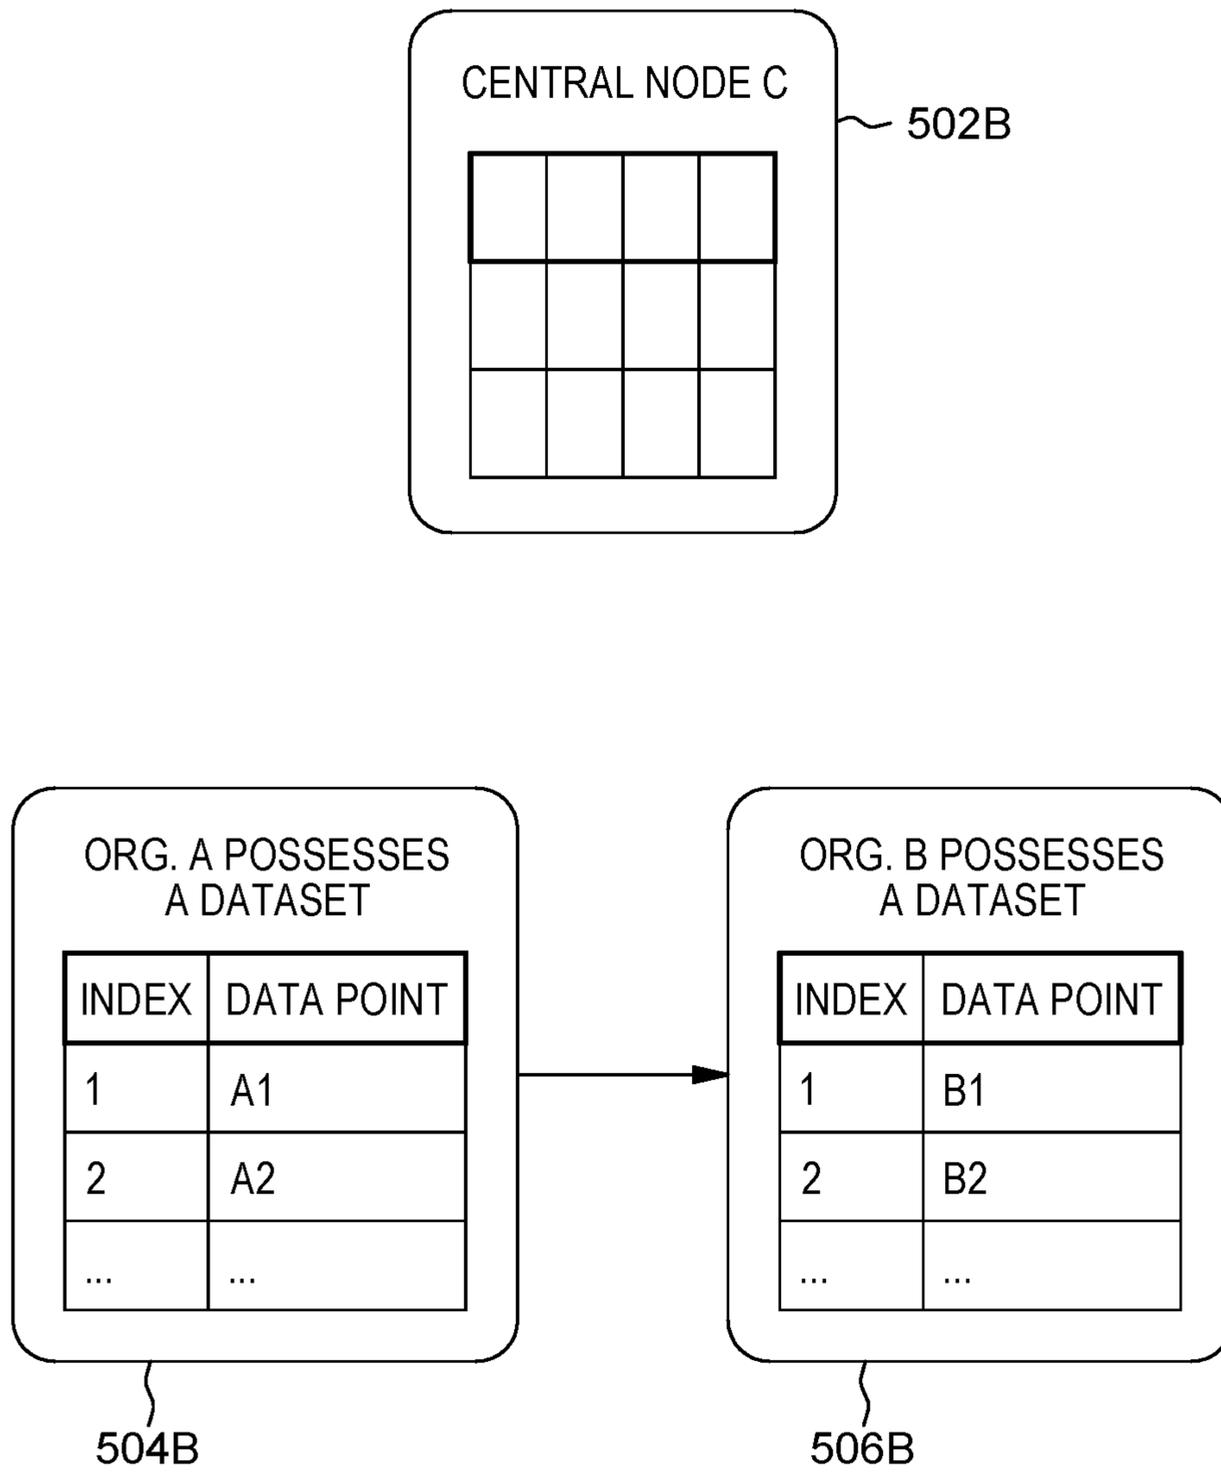 CENTRAL NODE C
502B
ORG. A POSSESSES
A DATASET
INDEX DATA POINT
1 A1
2 A2
... ...
504B
ORG. B POSSESSES
A DATASET
INDEX DATA POINT
1 B1
2 B2
... ...
506B